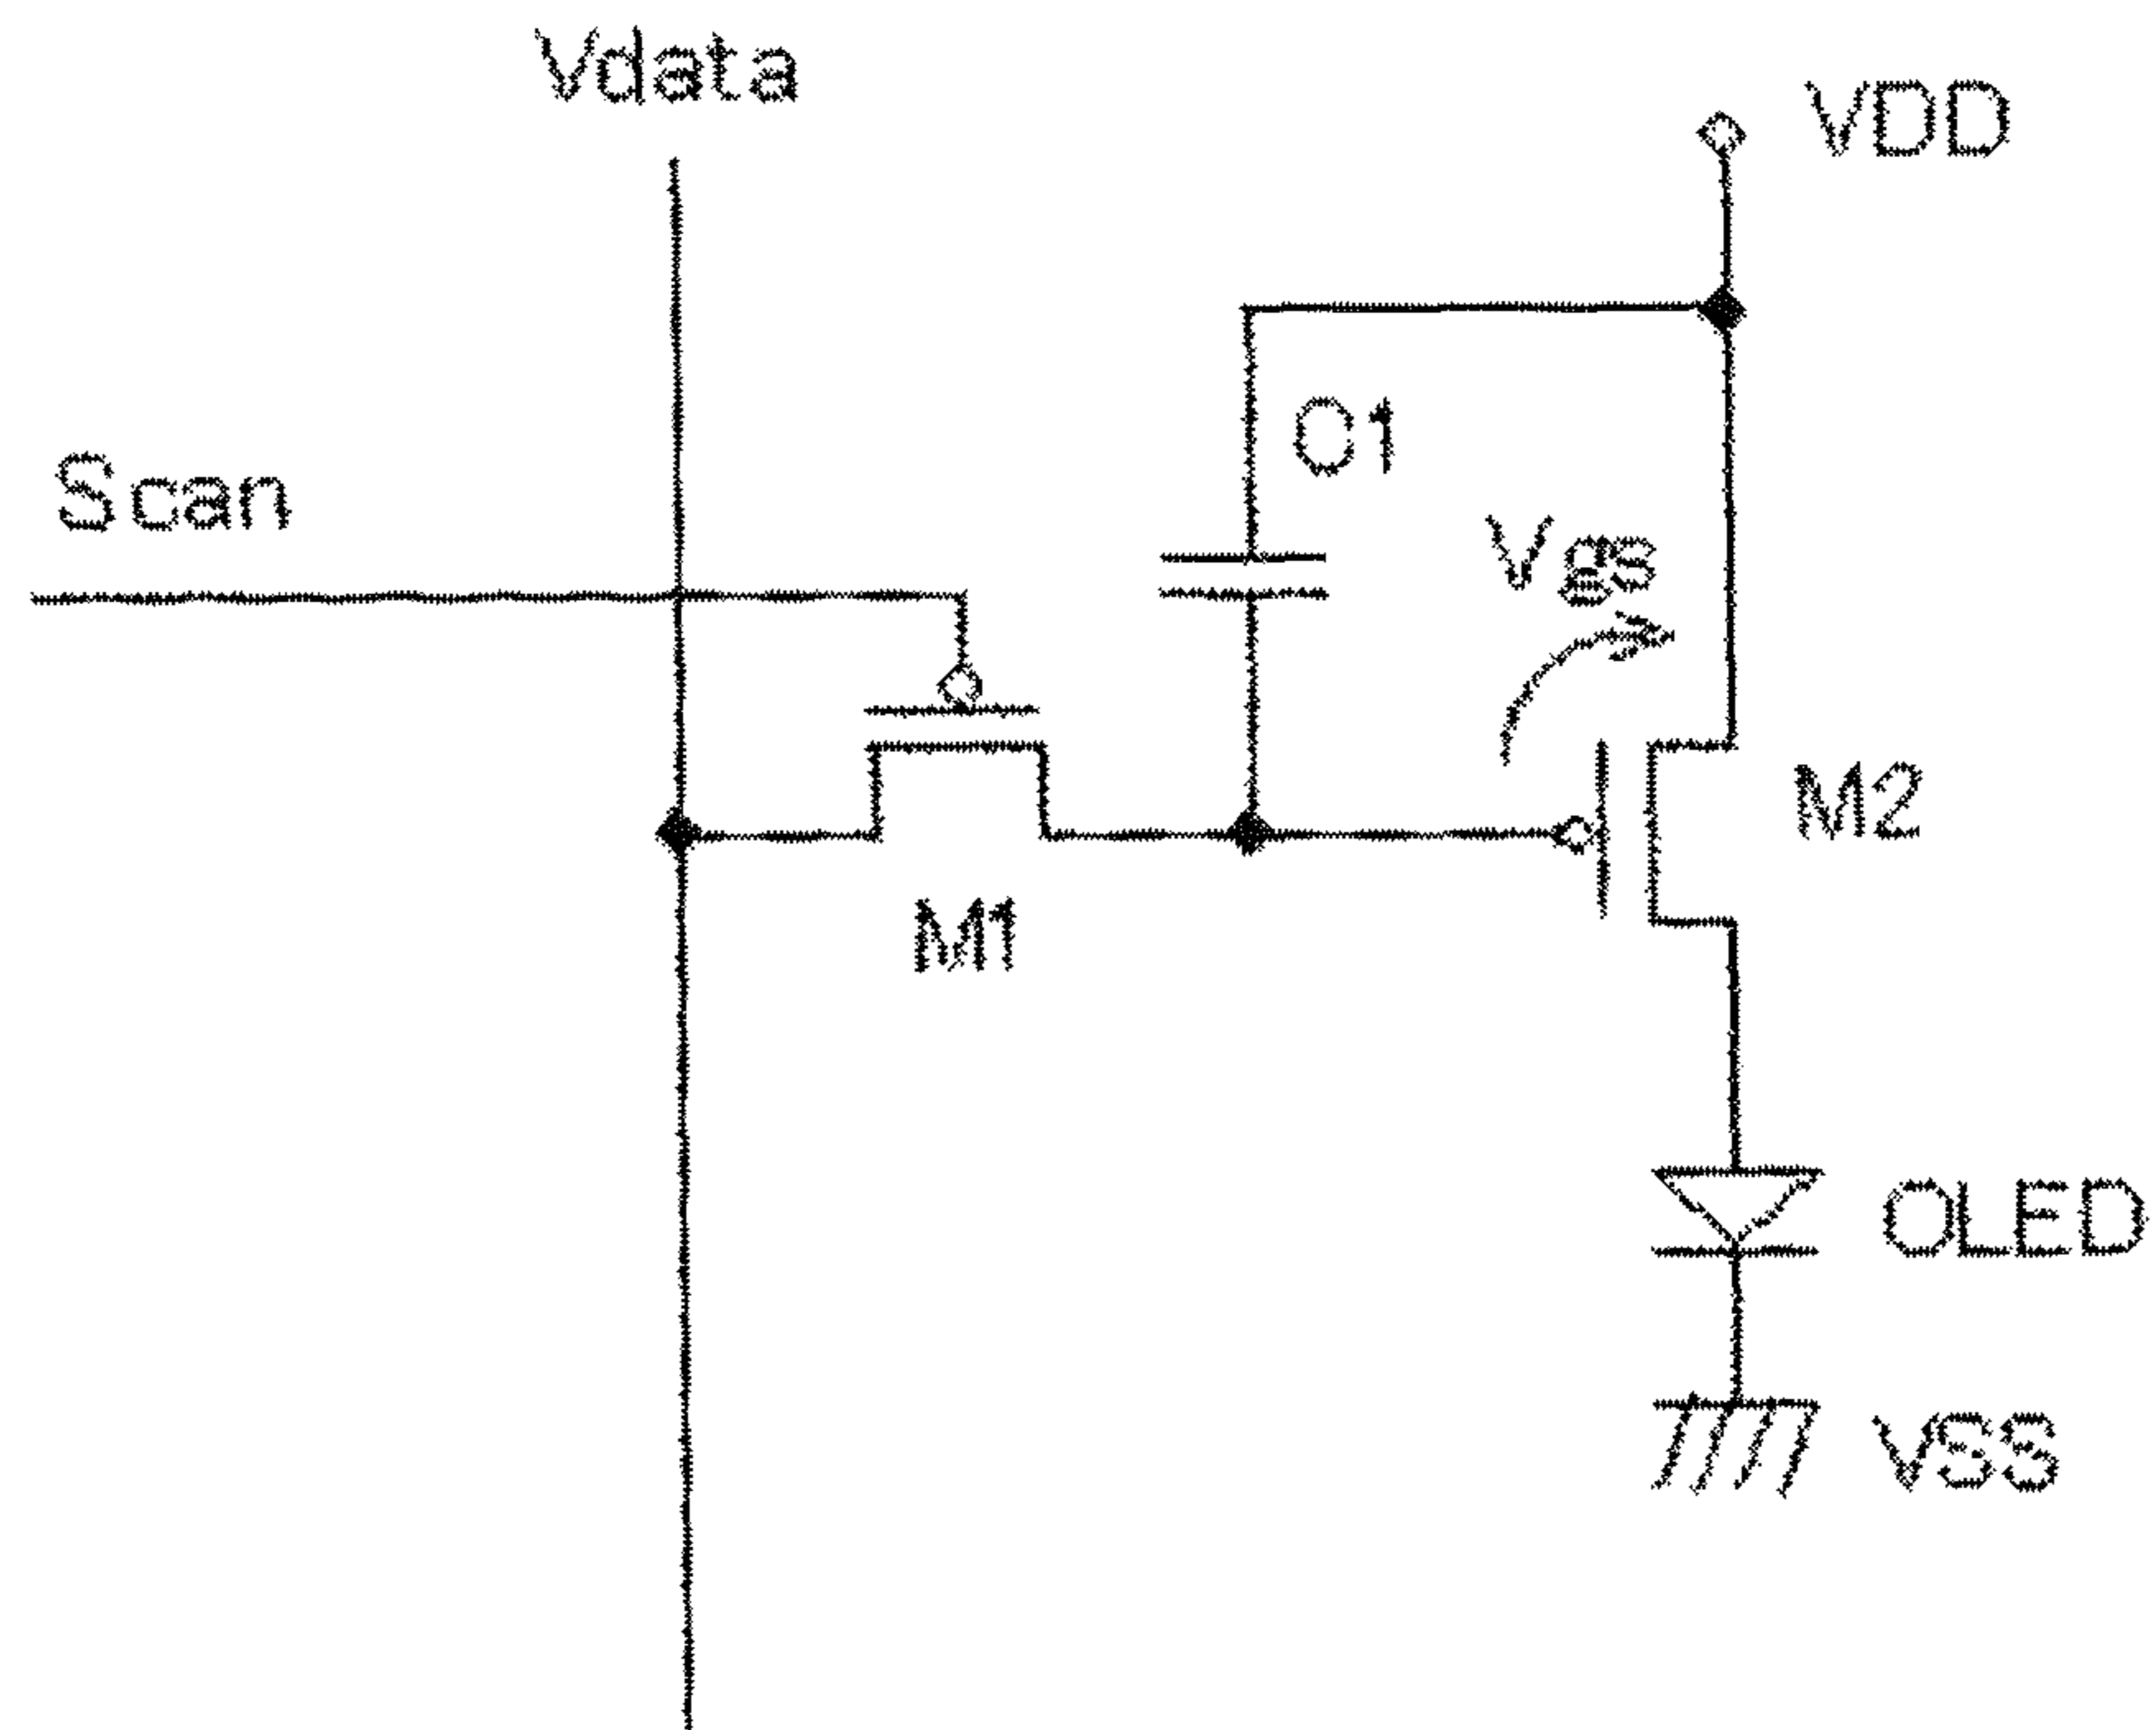 Vdata
VDD
C1
Scan
Vgs
M2
M1
OLED
VSS